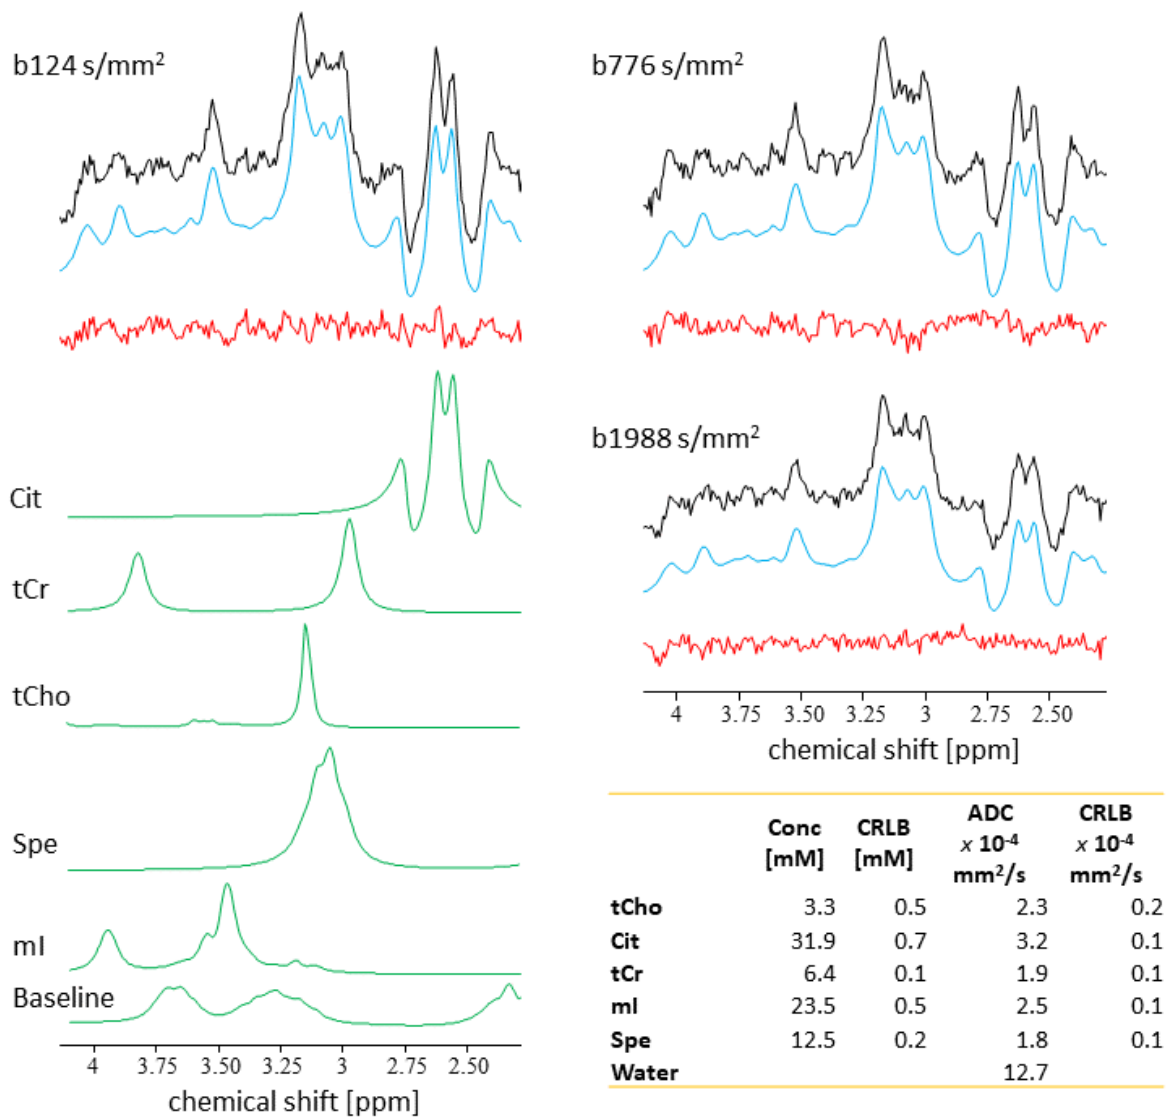 b124 s/mm²
b776 s/mm²
b1988 s/mm²
Cit
tCr
tCho
Spe
mI
Baseline
4 3.75 3.50 3.25 3 2.75 2.50
chemical shift [ppm]
4 3.75 3.50 3.25 3 2.75 2.50
chemical shift [ppm]
Conc [mM] CRLB [mM] ADC x 10⁻⁴ mm²/s CRLB x 10⁻⁴ mm²/s
tCho 3.3 0.5 2.3 0.2
Cit 31.9 0.7 3.2 0.1
tCr 6.4 0.1 1.9 0.1
mI 23.5 0.5 2.5 0.1
Spe 12.5 0.2 1.8 0.1
Water 12.7